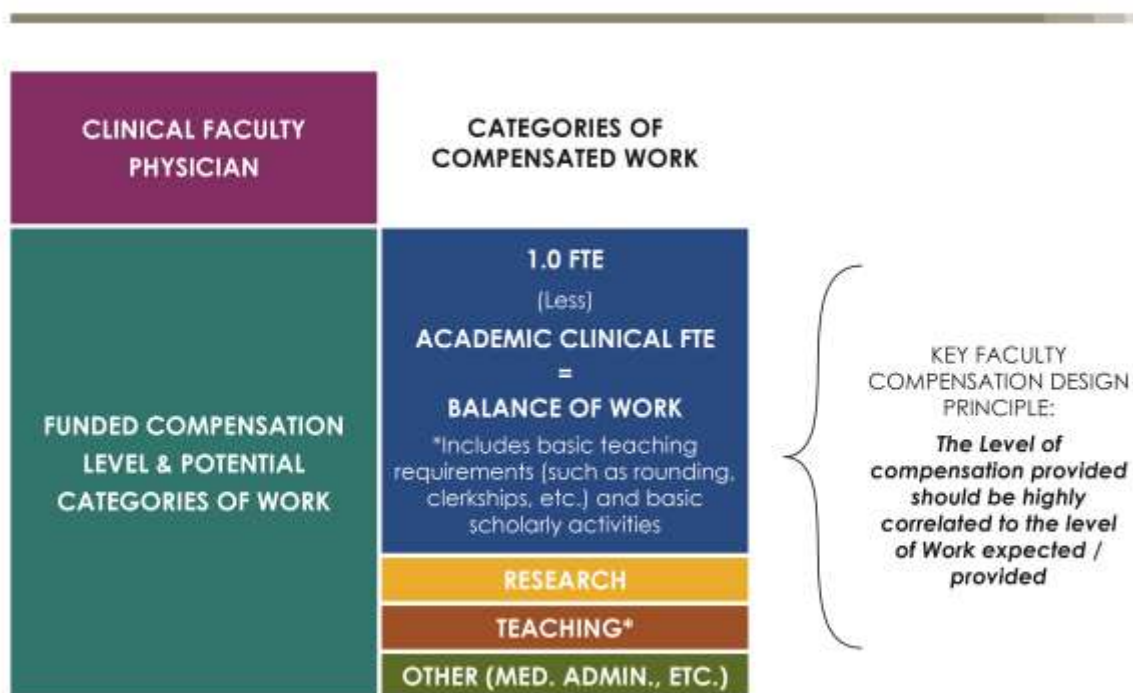 CLINICAL FACULTY
PHYSICIAN
CATEGORIES OF
COMPENSATED WORK
FUNDED COMPENSATION
LEVEL & POTENTIAL
CATEGORIES OF WORK
1.0 FTE
(Less)
ACADEMIC CLINICAL FTE
=
BALANCE OF WORK
*Includes basic teaching
requirements (such as rounding,
clerkships, etc.) and basic
scholarly activities
RESEARCH
TEACHING*
OTHER (MED. ADMIN., ETC.)
KEY FACULTY
COMPENSATION DESIGN
PRINCIPLE:
The Level of
compensation provided
should be highly
correlated to the level
of Work expected /
provided